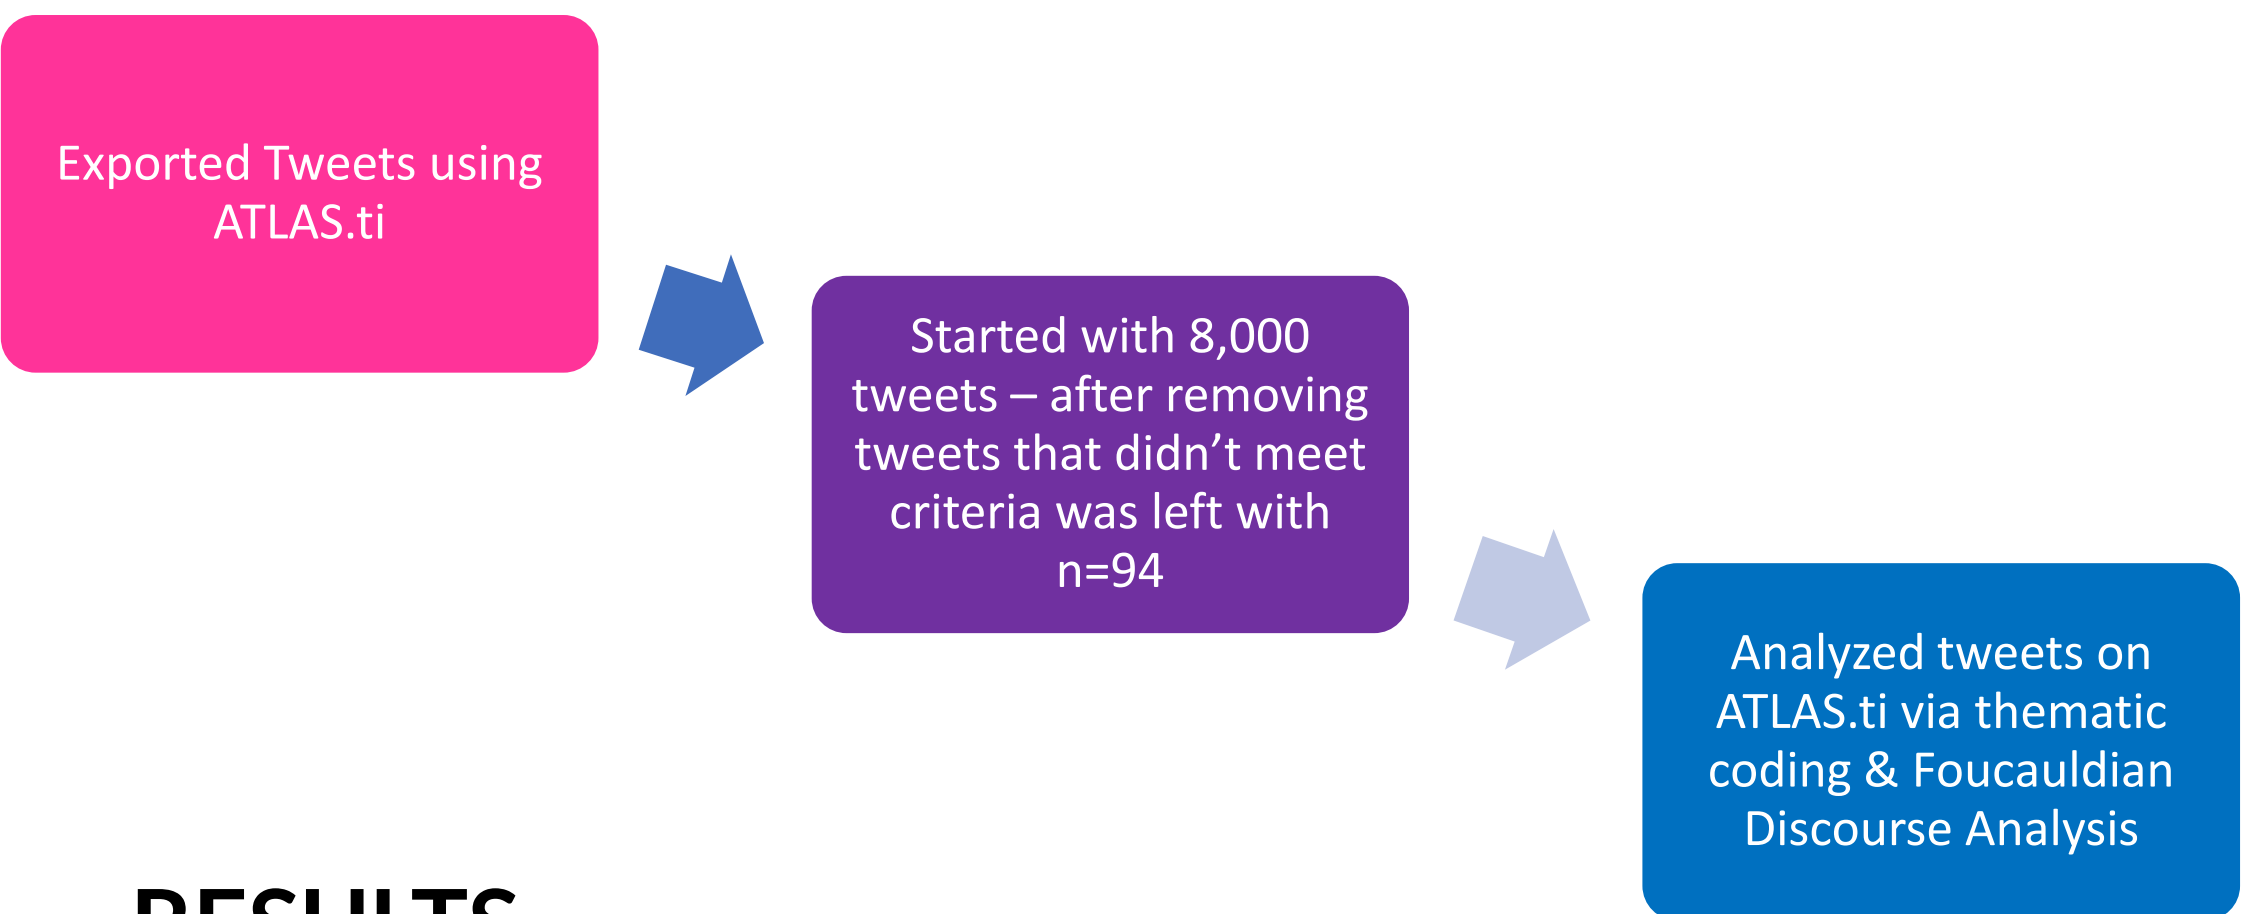 Exported Tweets using
ATLAS.ti
Started with 8,000
tweets – after removing
tweets that didn’t meet
criteria was left with
n=94
Analyzed tweets on
ATLAS.ti via thematic
coding & Foucauldian
Discourse Analysis
RESULTS